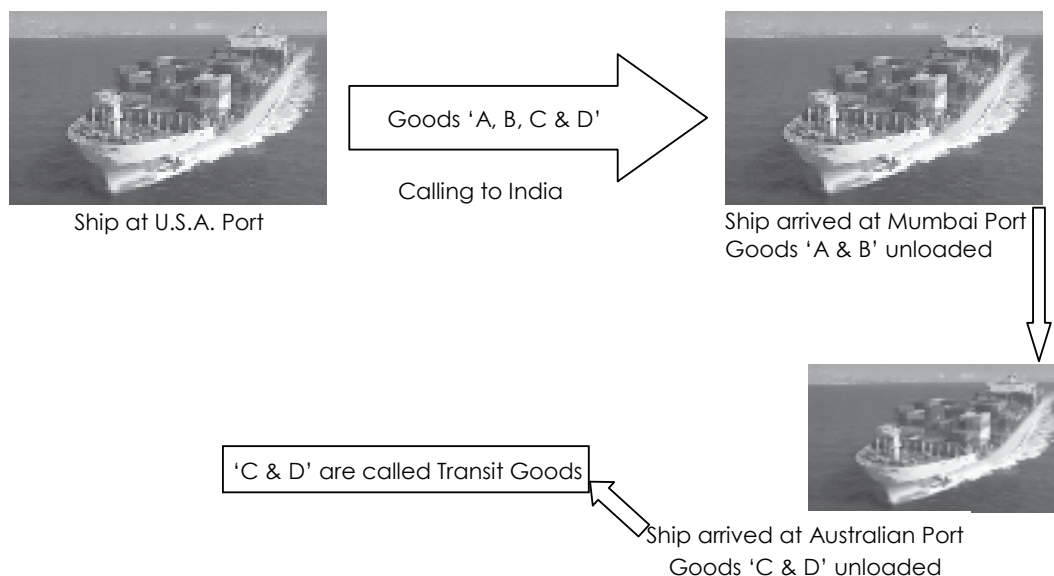 Goods ‘A, B, C & D’
Calling to India
Ship at U.S.A. Port
Ship arrived at Mumbai Port
Goods ‘A & B’ unloaded
‘C & D’ are called Transit Goods
Ship arrived at Australian Port
Goods ‘C & D’ unloaded